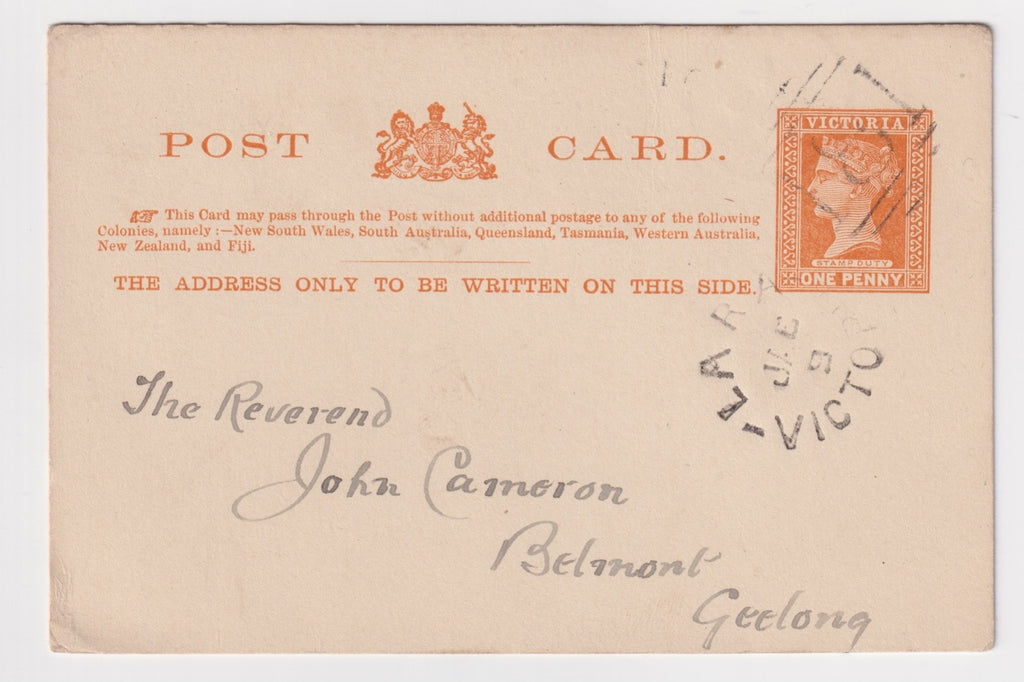 POST CARD.
VICTORIA
☞ This Card may pass through the Post without additional postage to any of the following
Colonies, namely :—New South Wales, South Australia, Queensland, Tasmania, Western Australia,
New Zealand, and Fiji.
STAMP DUTY
ONE PENNY
THE ADDRESS ONLY TO BE WRITTEN ON THIS SIDE.
The Reverend
John Cameron
Belmont
Geelong